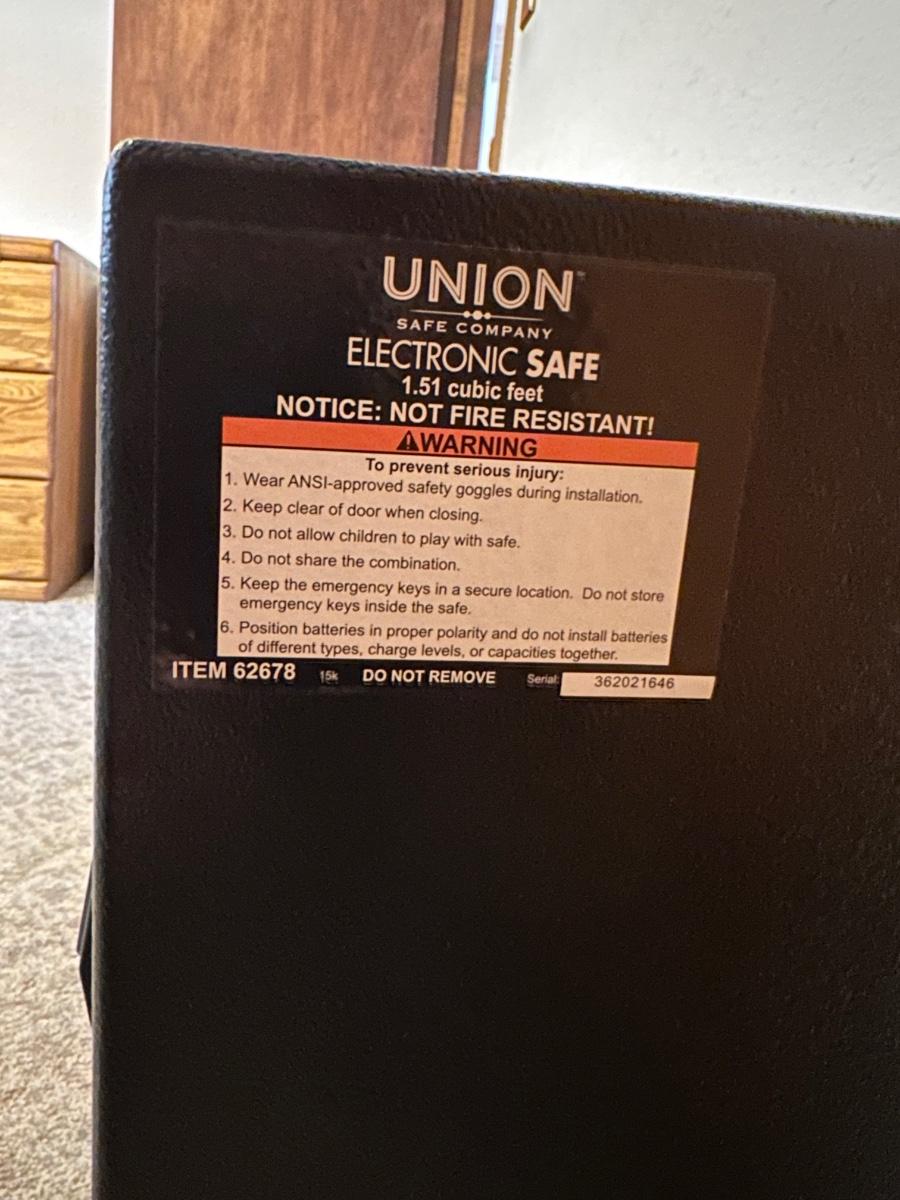 UNION™
SAFE COMPANY
ELECTRONIC SAFE
1.51 cubic feet
NOTICE: NOT FIRE RESISTANT!
⚠WARNING
To prevent serious injury:
1. Wear ANSI-approved safety goggles during installation.
2. Keep clear of door when closing.
3. Do not allow children to play with safe.
4. Do not share the combination.
5. Keep the emergency keys in a secure location. Do not store
emergency keys inside the safe.
6. Position batteries in proper polarity and do not install batteries
of different types, charge levels, or capacities together.
ITEM 62678 15k DO NOT REMOVE Serial: 362021646